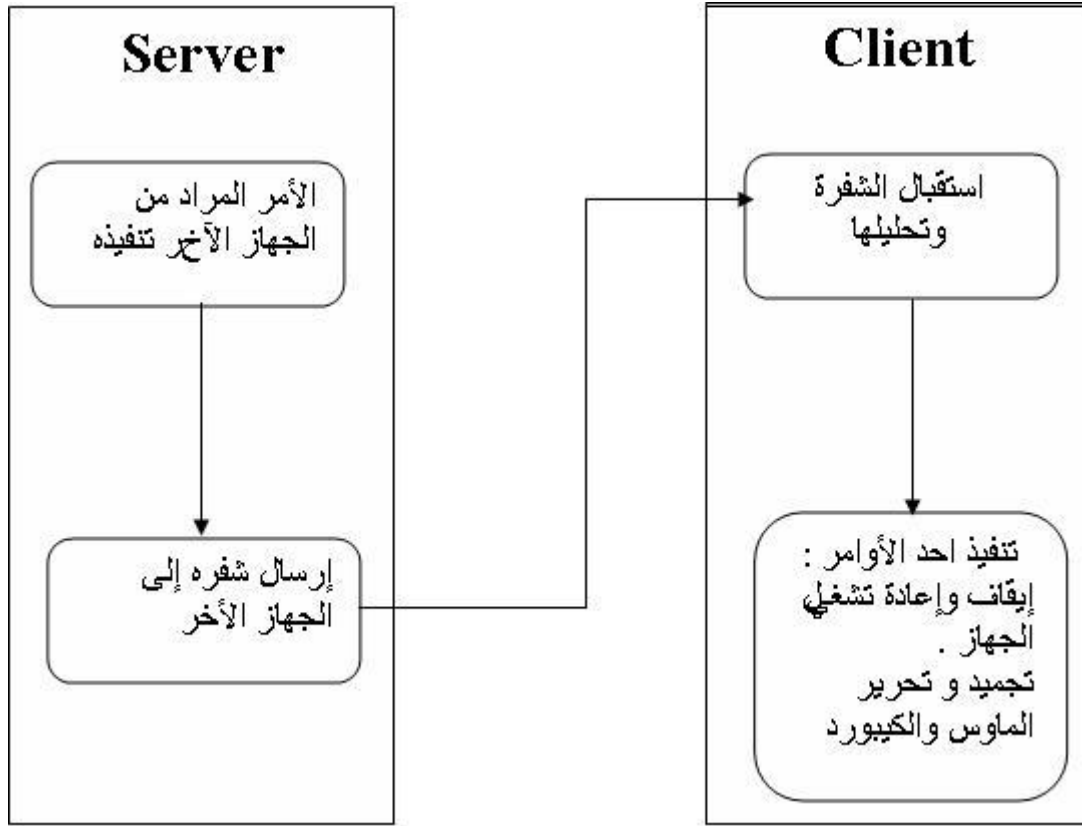 Server
الأمر المراد من
الجهاز الآخر تنفيذه
إرسال شفره إلى
الجهاز الأخر
Client
استقبال الشفرة
وتحليلها
تنفيذ احد الأوامر :
إيقاف وإعادة تشغيل
الجهاز .
تجميد و تحرير
الماوس والكيبورد